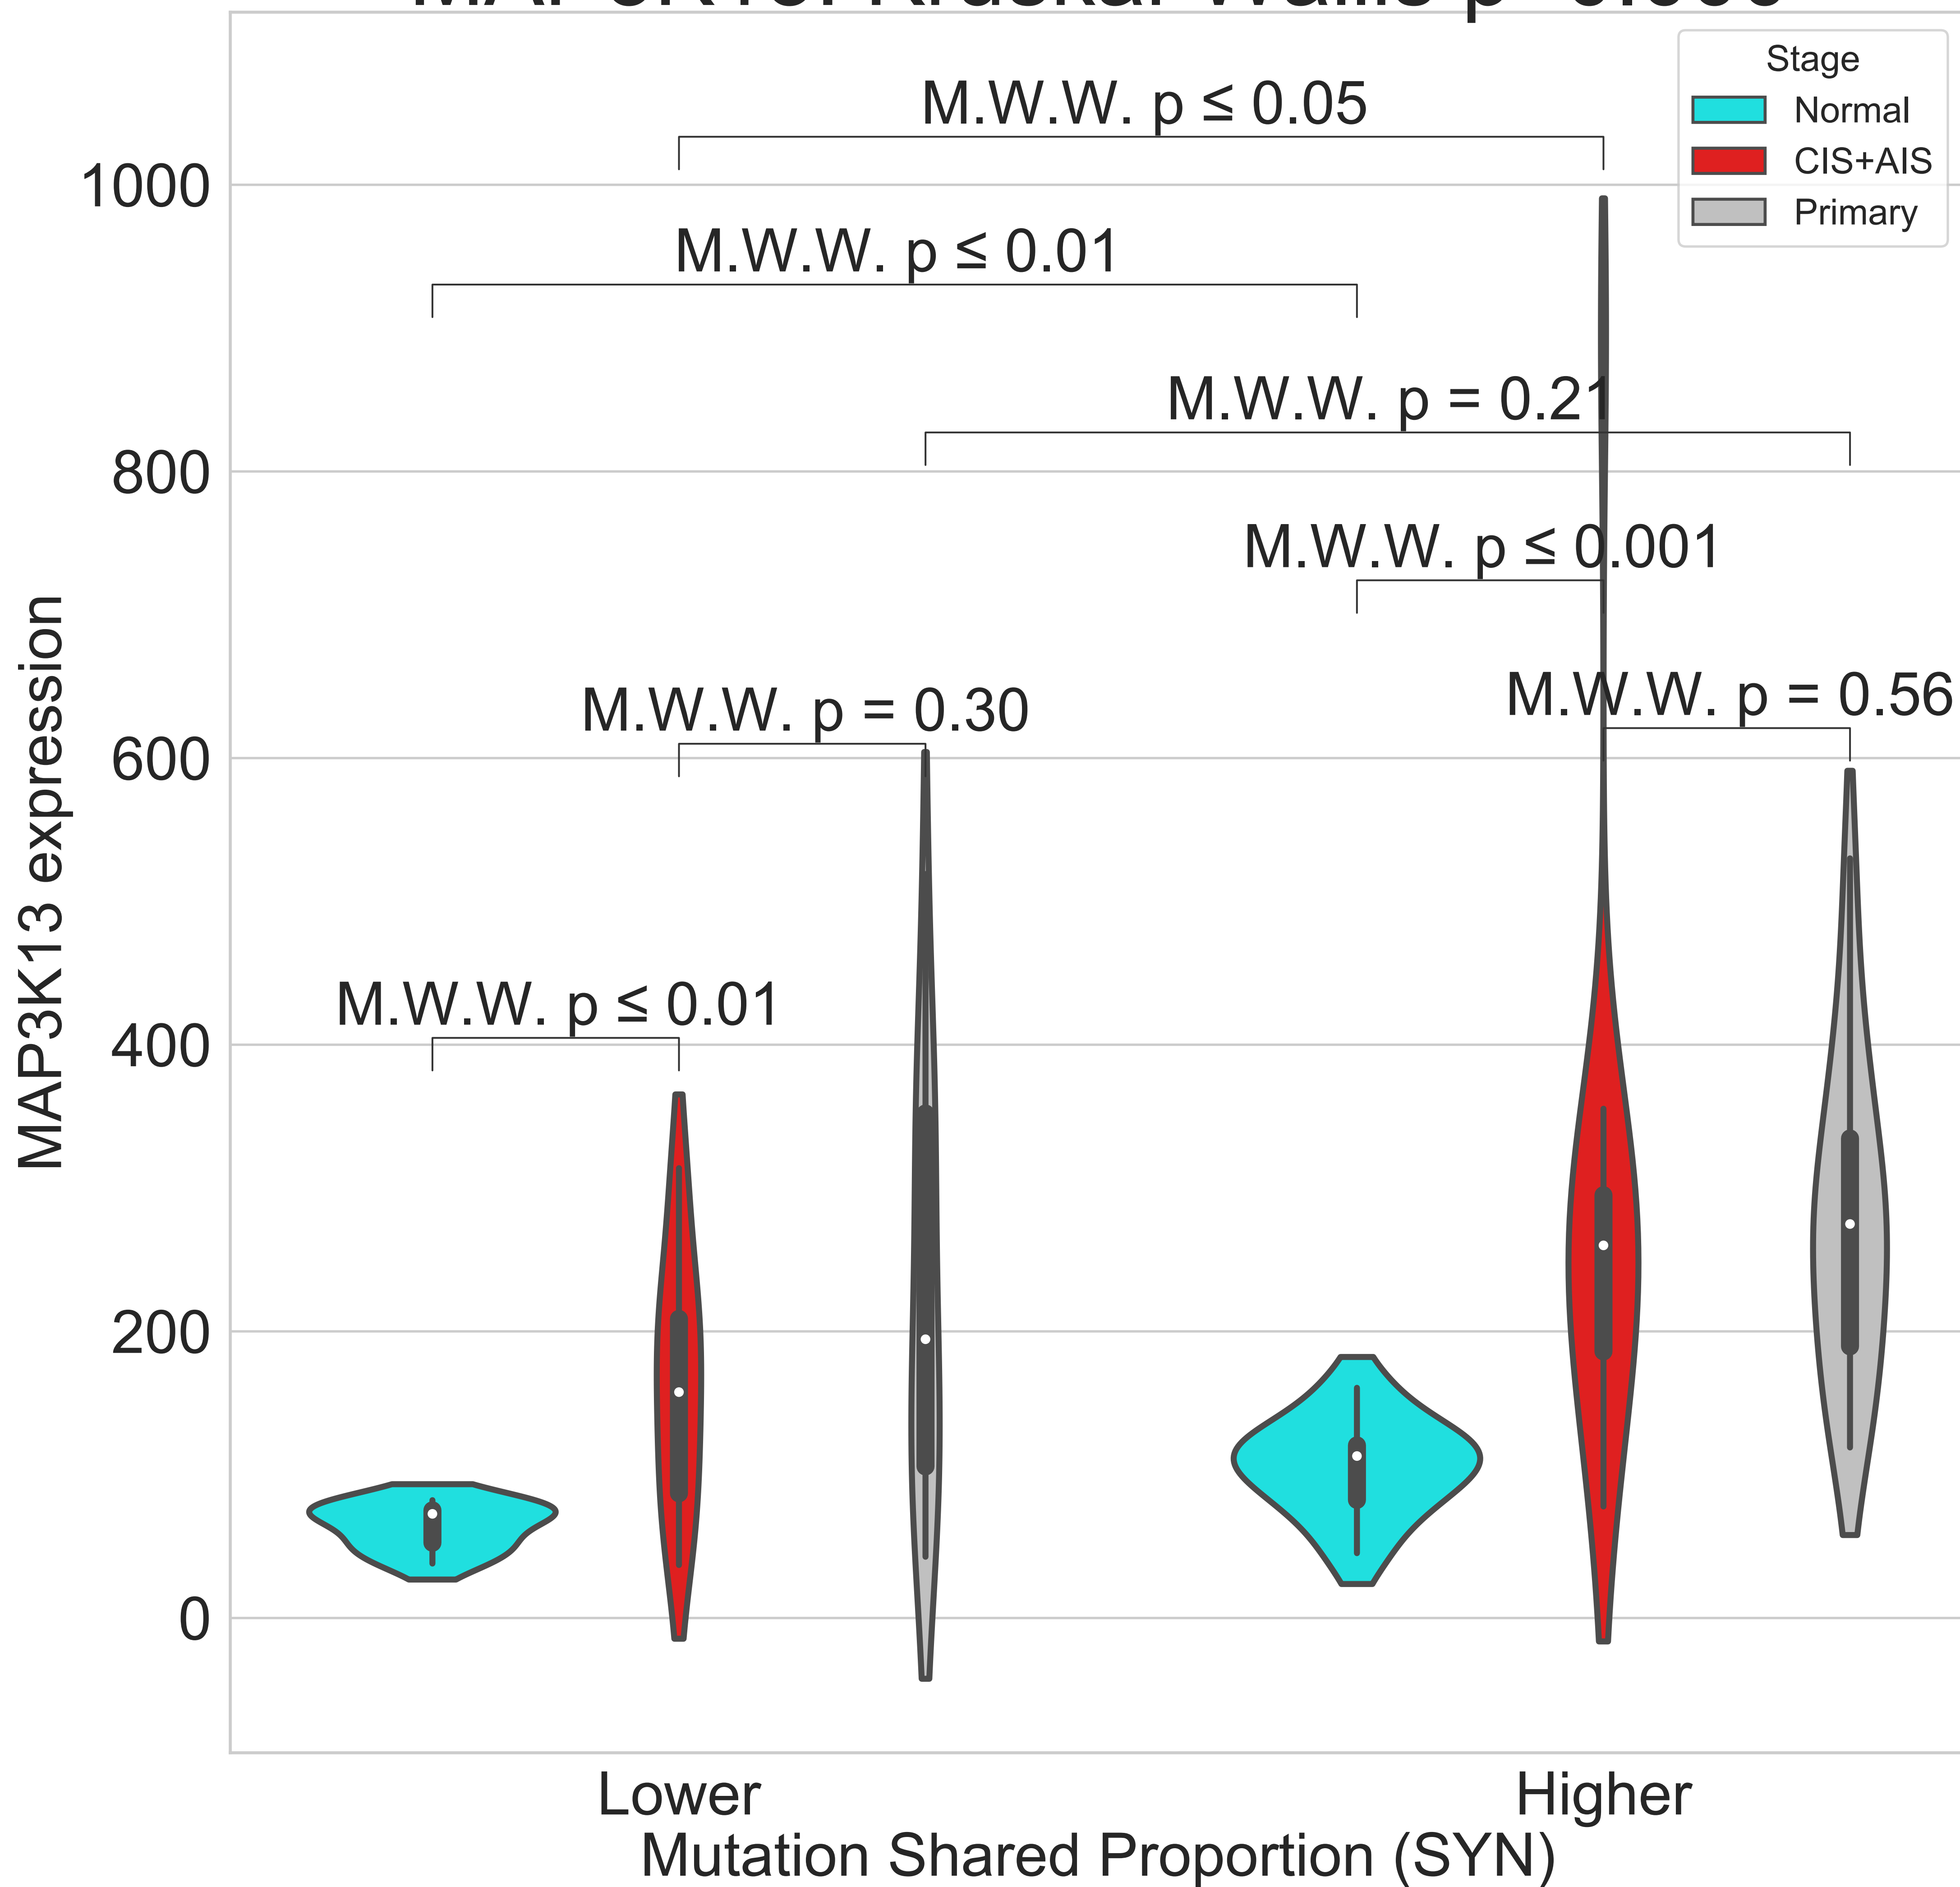 Stage
Normal
CIS+AIS
Primary
M.W.W. p ≤ 0.05
M.W.W. p ≤ 0.01
M.W.W. p = 0.21
M.W.W. p ≤ 0.001
M.W.W. p = 0.30
M.W.W. p = 0.56
M.W.W. p ≤ 0.01
1000
800
600
400
200
0
MAP3K13 expression
Lower
Higher
Mutation Shared Proportion (SYN)